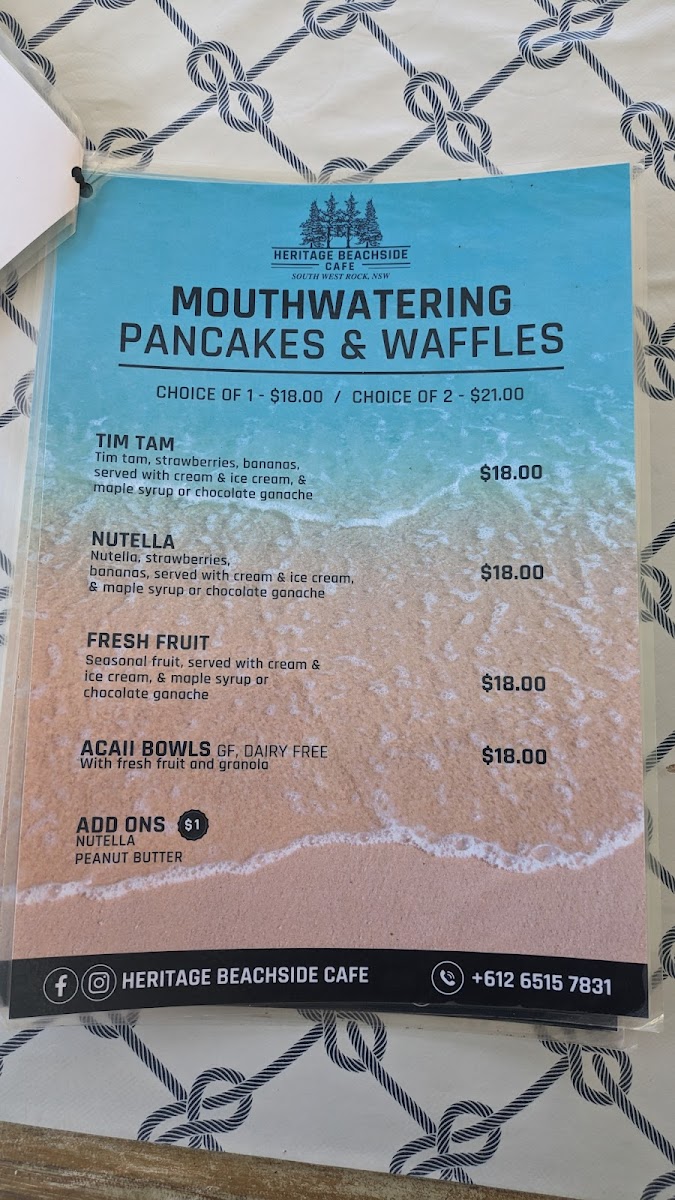 HERITAGE BEACHSIDE
CAFE
SOUTH WEST ROCK, NSW
MOUTHWATERING
PANCAKES & WAFFLES
CHOICE OF 1 - $18.00 / CHOICE OF 2 - $21.00
TIM TAM
Tim tam, strawberries, bananas,
served with cream & ice cream, &
maple syrup or chocolate ganache
$18.00
NUTELLA
Nutella, strawberries,
bananas, served with cream & ice cream,
& maple syrup or chocolate ganache
$18.00
FRESH FRUIT
Seasonal fruit, served with cream &
ice cream, & maple syrup or
chocolate ganache
$18.00
ACAII BOWLS GF, DAIRY FREE
With fresh fruit and granola
$18.00
ADD ONS $1
NUTELLA
PEANUT BUTTER
HERITAGE BEACHSIDE CAFE +612 6515 7831